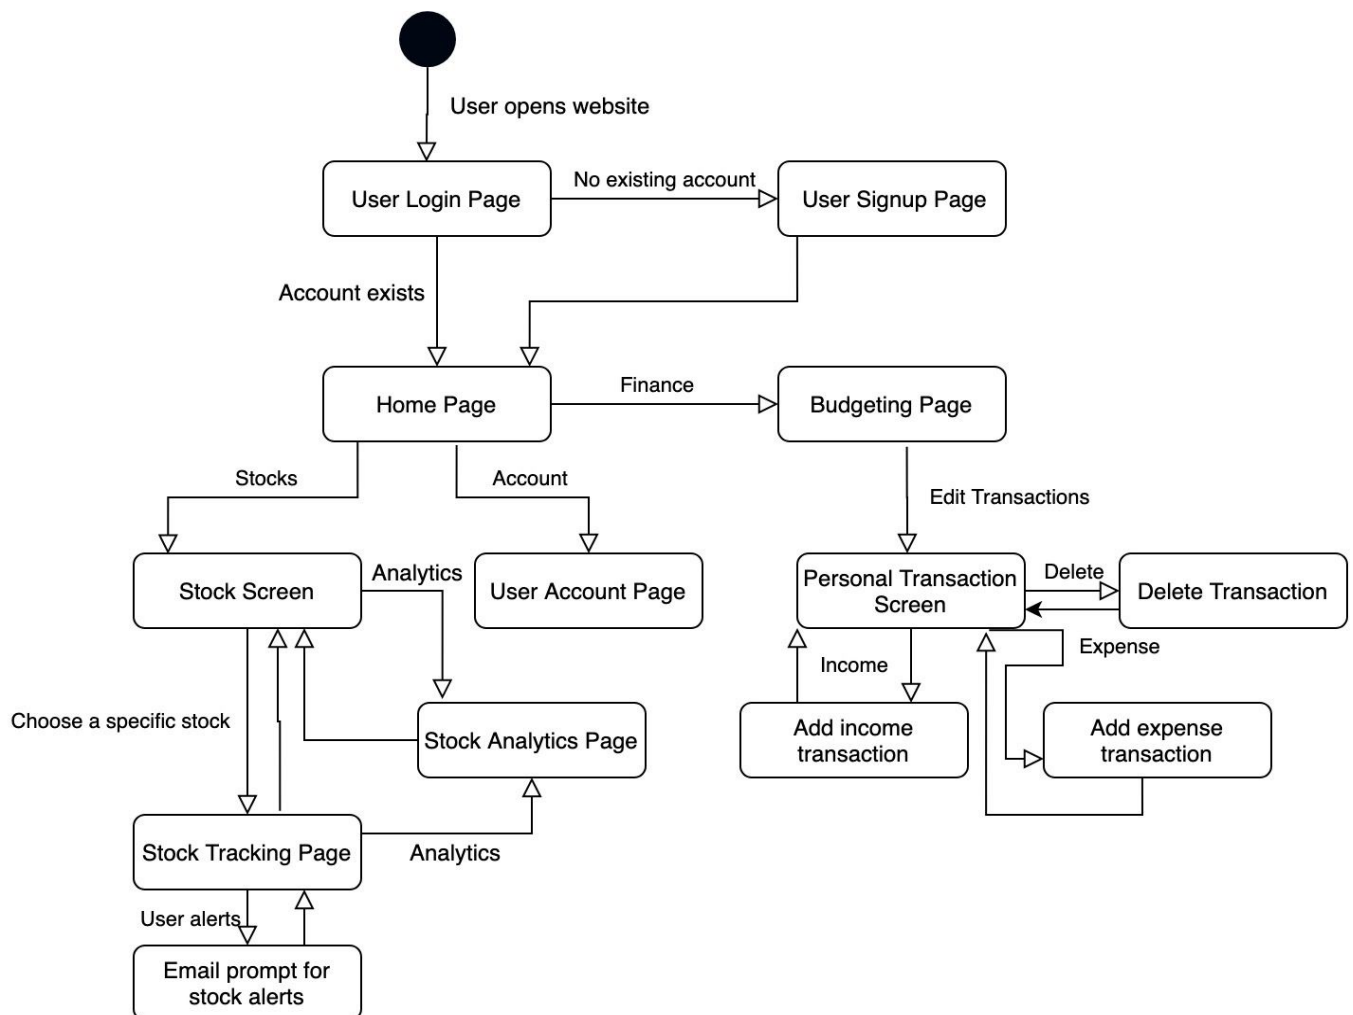 User opens website
User Login Page
No existing account
User Signup Page
Account exists
Home Page
Finance
Budgeting Page
Stocks
Account
Edit Transactions
Stock Screen
Analytics
User Account Page
Personal Transaction
Screen
Delete
Delete Transaction
Income
Expense
Choose a specific stock
Stock Analytics Page
Add income
transaction
Add expense
transaction
Stock Tracking Page
Analytics
User alerts
Email prompt for
stock alerts